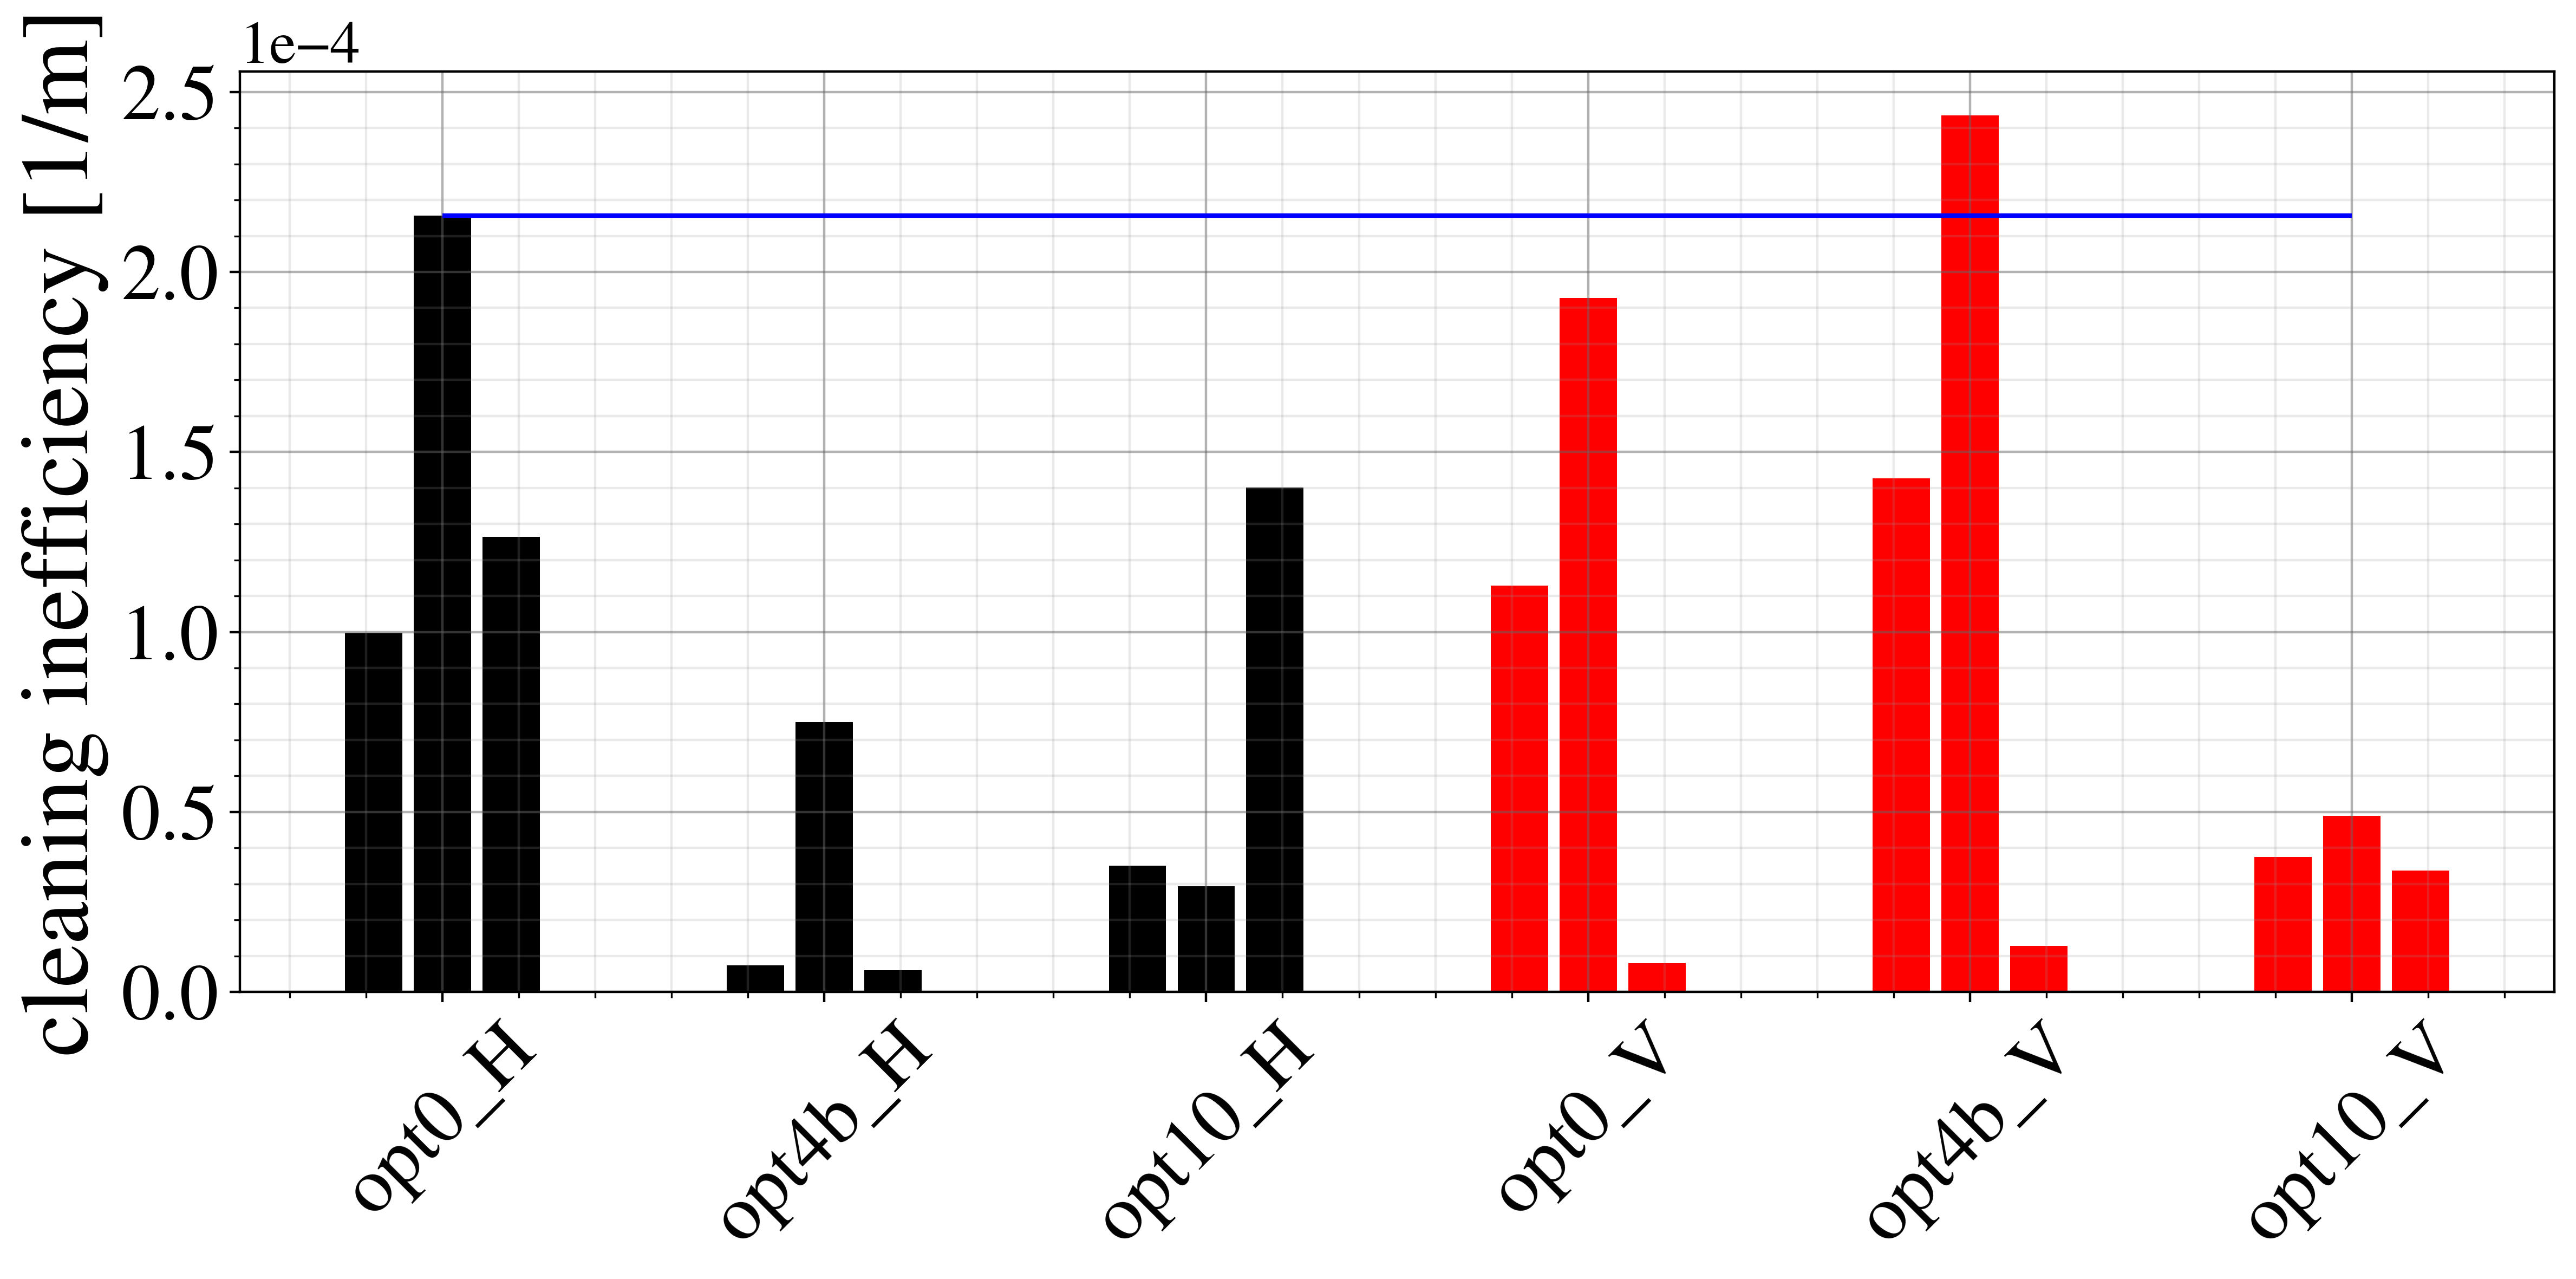 1e−4
cleaning inefficiency [1/m]
2.5
2.0
1.5
1.0
0.5
0.0
opt0_H
opt4b_H
opt10_H
opt0_V
opt4b_V
opt10_V